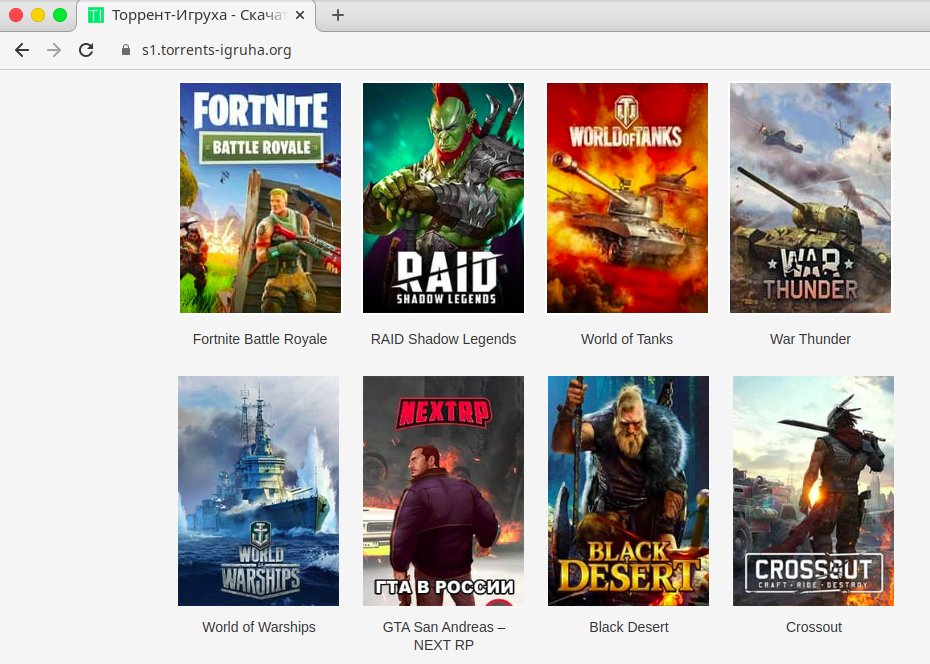 TI Торрент-Игруха - Скачат
s1.torrents-igruha.org
FORTNITE
BATTLE ROYALE
RAID
SHADOW LEGENDS
WORLD OF TANKS
WAR
THUNDER
Fortnite Battle Royale
RAID Shadow Legends
World of Tanks
War Thunder
WORLD
OF
WARSHIPS
NEXTRP
ГТА В РОССИИ
BLACK
DESERT
CROSSOUT
CRAFT · RIDE · DESTROY
World of Warships
GTA San Andreas –
NEXT RP
Black Desert
Crossout